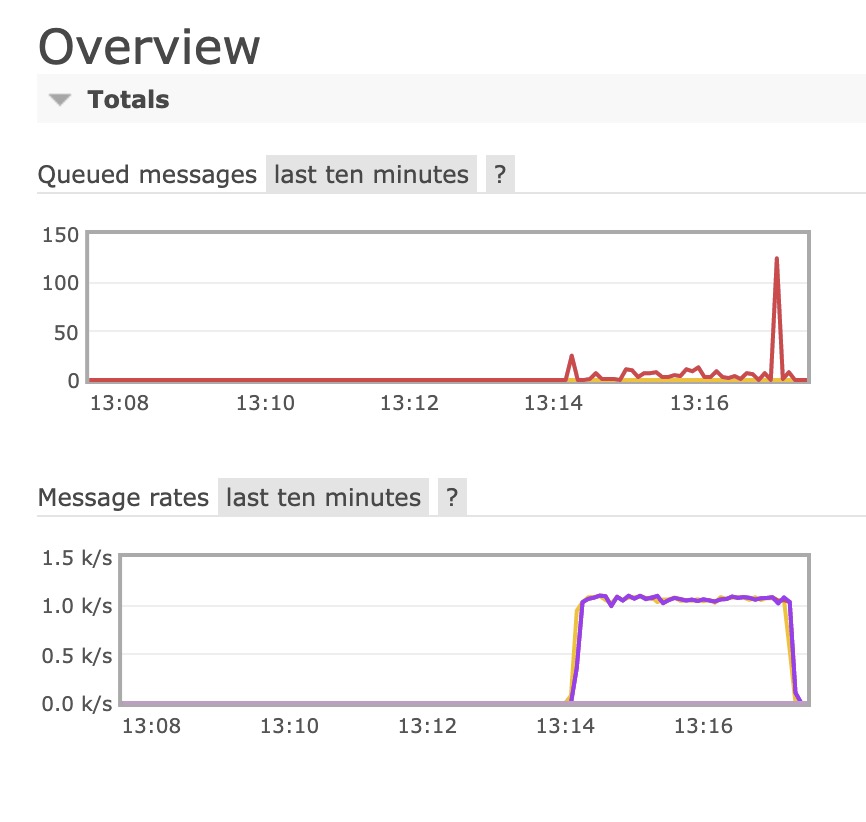 Overview
Totals
Queued messages last ten minutes ?
150
100
50
0
13:08 13:10 13:12 13:14 13:16
Message rates last ten minutes ?
1.5 k/s
1.0 k/s
0.5 k/s
0.0 k/s
13:08 13:10 13:12 13:14 13:16